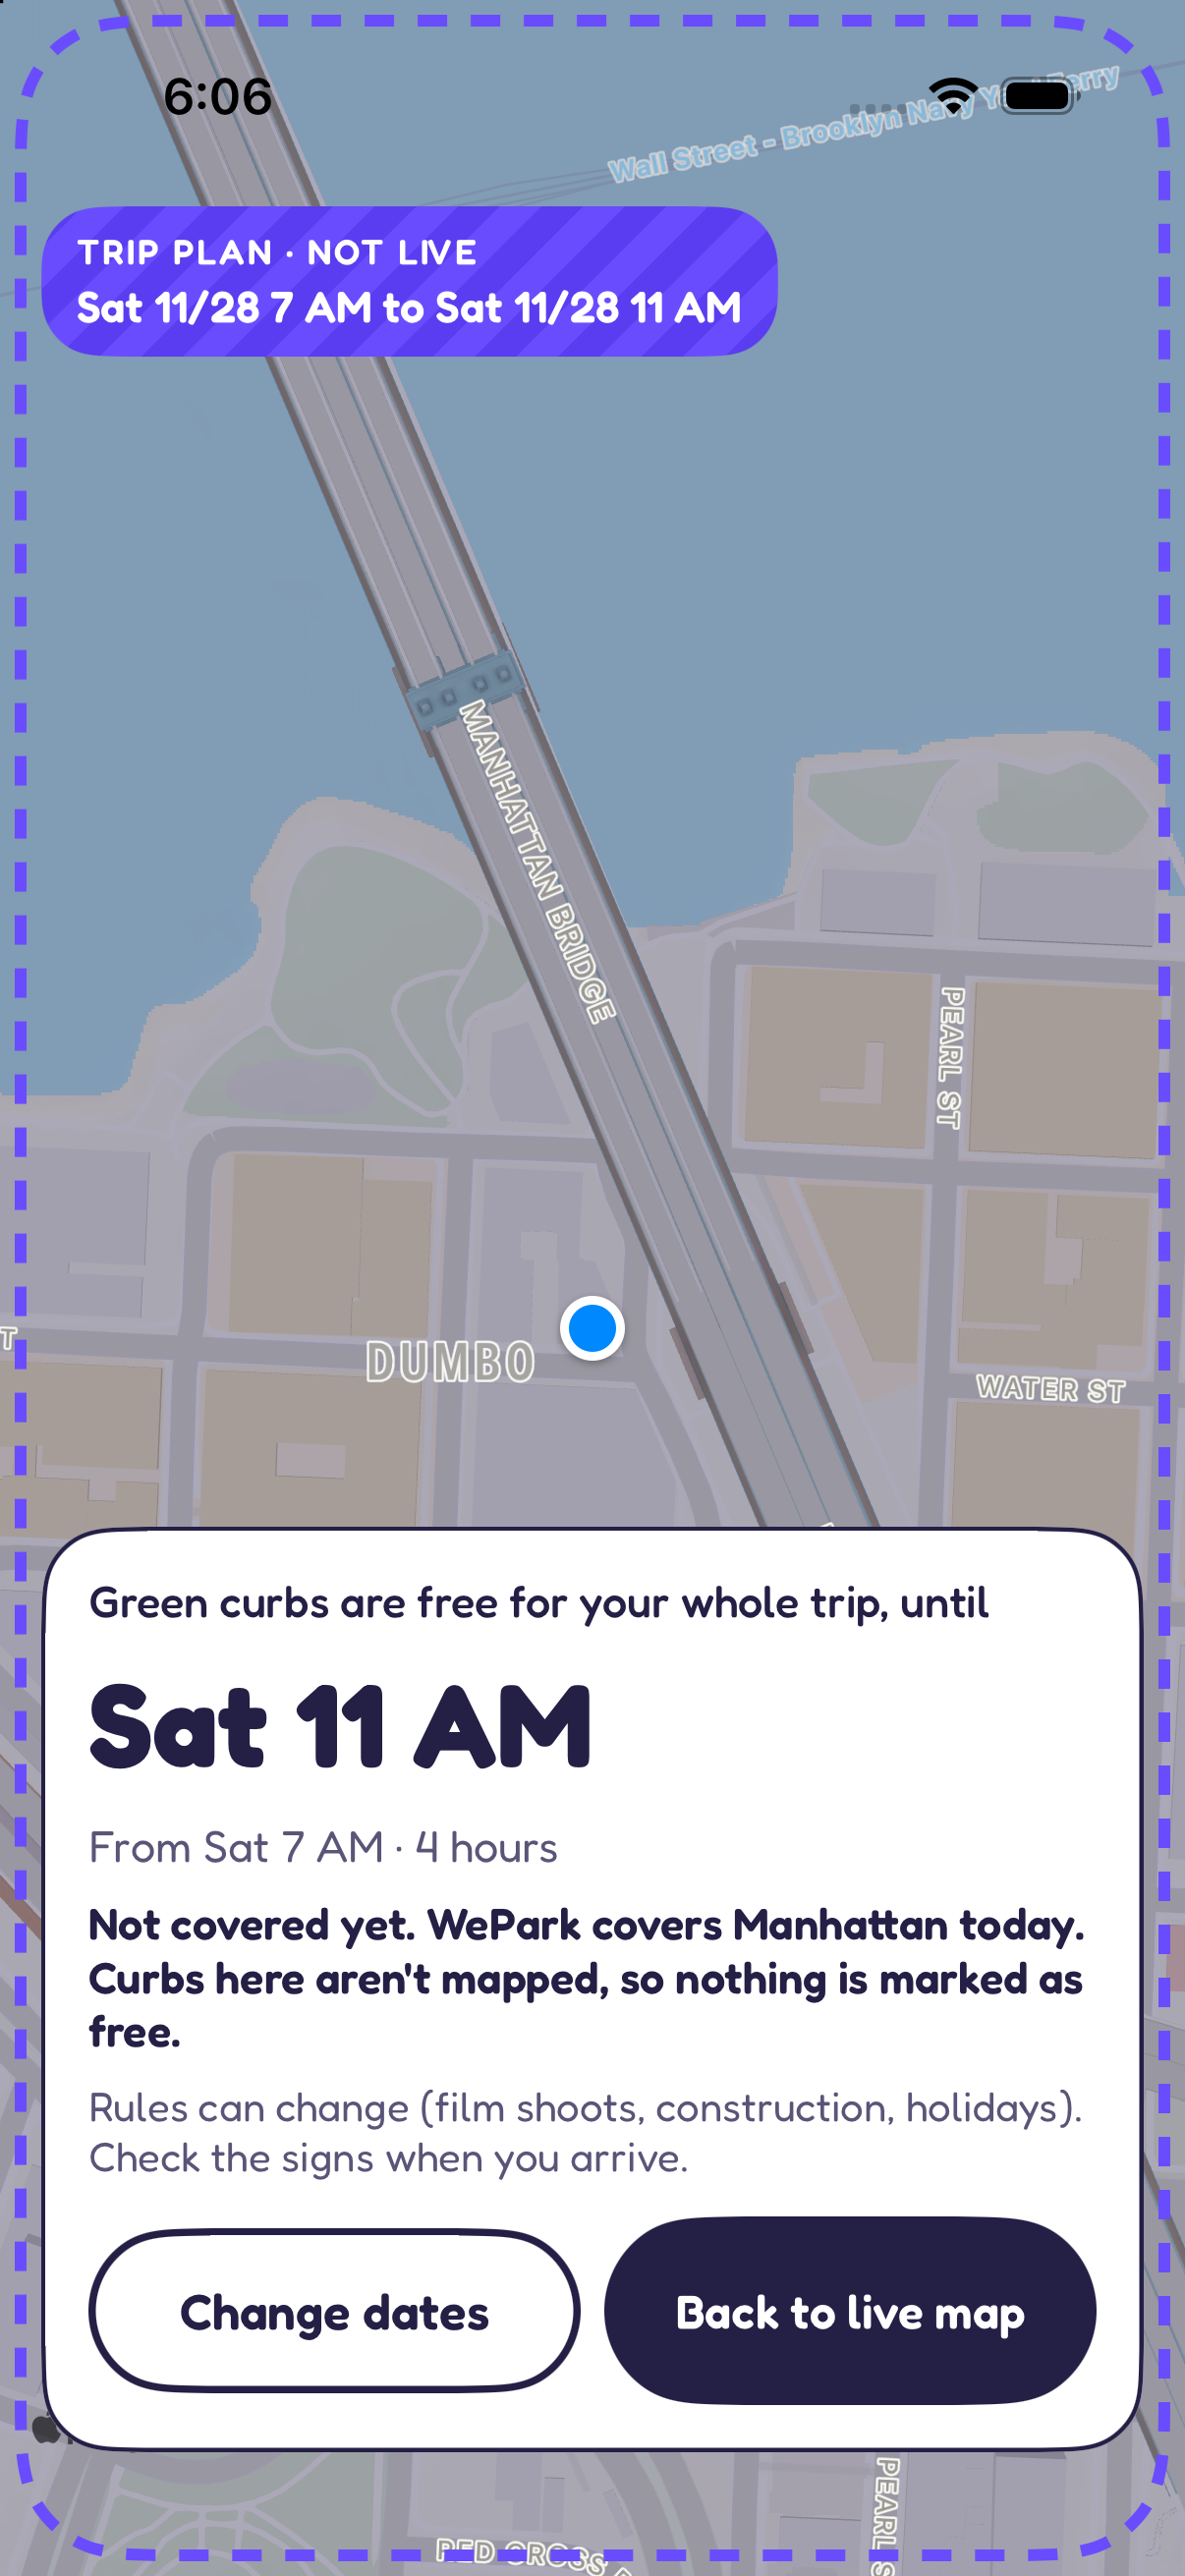 6:06
Wall Street - Brooklyn Navy Yard Ferry
TRIP PLAN · NOT LIVE
Sat 11/28 7 AM to Sat 11/28 11 AM
MANHATTAN BRIDGE
PEARL ST
DUMBO
WATER ST
Green curbs are free for your whole trip, until
Sat 11 AM
From Sat 7 AM · 4 hours
Not covered yet. WePark covers Manhattan today.
Curbs here aren't mapped, so nothing is marked as
free.
Rules can change (film shoots, construction, holidays).
Check the signs when you arrive.
Change dates
Back to live map
PEARL S
RED CROSS